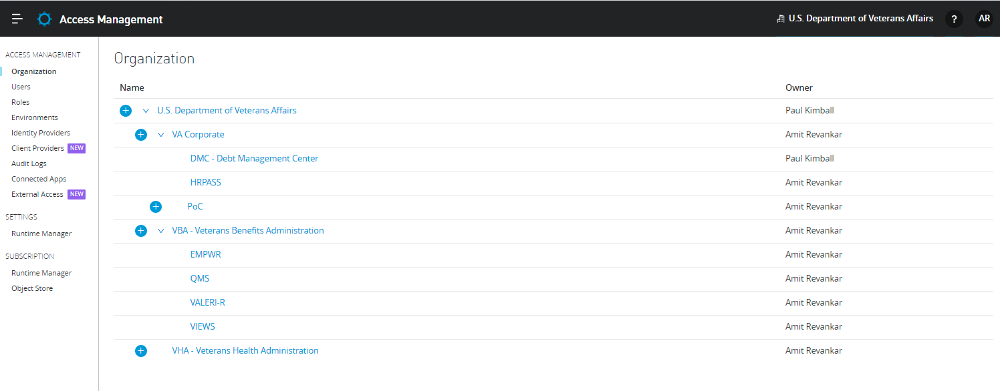 Access Management
U.S. Department of Veterans Affairs
?
AR
ACCESS MANAGEMENT
Organization
Users
Roles
Environments
Identity Providers
Client Providers NEW
Audit Logs
Connected Apps
External Access NEW
SETTINGS
Runtime Manager
SUBSCRIPTION
Runtime Manager
Object Store
Organization
Name Owner
U.S. Department of Veterans Affairs Paul Kimball
VA Corporate Amit Revankar
DMC - Debt Management Center Paul Kimball
HRPASS Amit Revankar
PoC Amit Revankar
VBA - Veterans Benefits Administration Amit Revankar
EMPWR Amit Revankar
QMS Amit Revankar
VALERI-R Amit Revankar
VIEWS Amit Revankar
VHA - Veterans Health Administration Amit Revankar